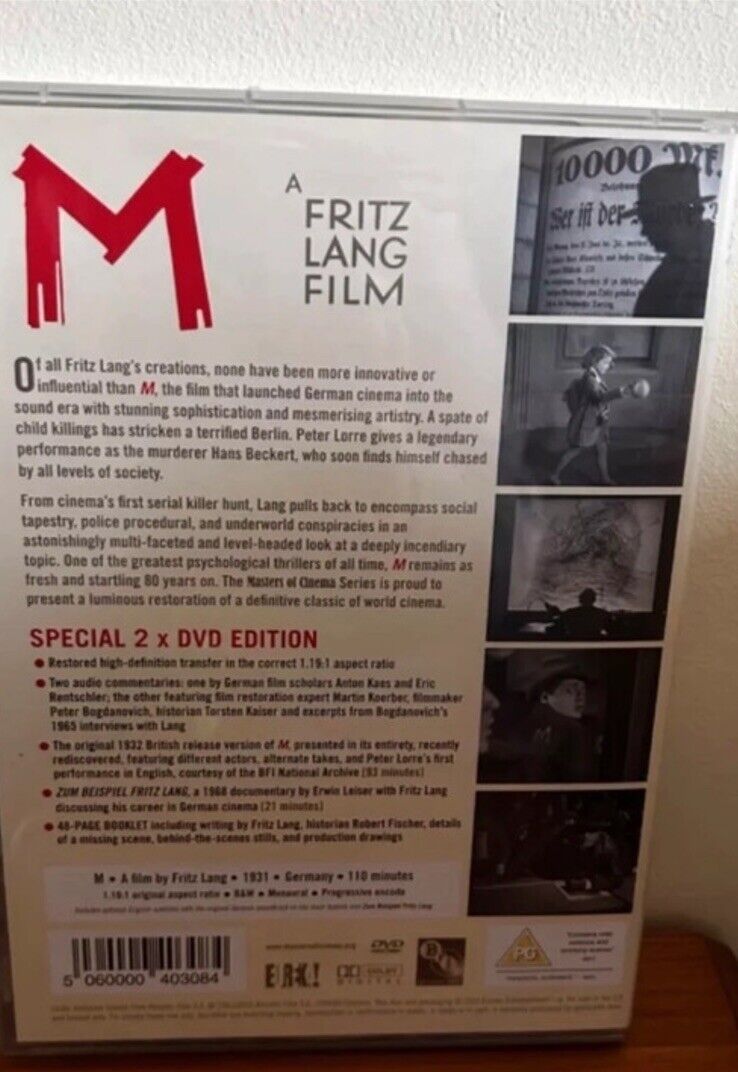 M
A
FRITZ
LANG
FILM
10000 Mk.
Wer ist der Mörder?
Of all Fritz Lang's creations, none have been more innovative or
influential than M, the film that launched German cinema into the
sound era with stunning sophistication and mesmerising artistry. A spate of
child killings has stricken a terrified Berlin. Peter Lorre gives a legendary
performance as the murderer Hans Beckert, who soon finds himself chased
by all levels of society.
From cinema's first serial killer hunt, Lang pulls back to encompass social
tapestry, police procedural, and underworld conspiracies in an
astonishingly multi-faceted and level-headed look at a deeply incendiary
topic. One of the greatest psychological thrillers of all time, M remains as
fresh and startling 80 years on. The Masters of Cinema Series is proud to
present a luminous restoration of a definitive classic of world cinema.
SPECIAL 2 x DVD EDITION
• Restored high-definition transfer in the correct 1.19:1 aspect ratio
• Two audio commentaries: one by German film scholars Anton Kaes and Eric
Rentschler; the other featuring film restoration expert Martin Koerber, filmmaker
Peter Bogdanovich, historian Torsten Kaiser and excerpts from Bogdanovich's
1965 interviews with Lang
• The original 1932 British release version of M, presented in its entirety, recently
rediscovered, featuring different actors, alternate takes, and Peter Lorre's first
performance in English, courtesy of the BFI National Archive (93 minutes)
• ZUM BEISPIEL FRITZ LANG, a 1968 documentary by Erwin Leiser with Fritz Lang
discussing his career in German cinema (21 minutes)
• 48-PAGE BOOKLET including writing by Fritz Lang, historian Robert Fischer, details
of a missing scene, behind-the-scenes stills, and production drawings
M • A film by Fritz Lang • 1931 • Germany • 110 minutes
1.19:1 original aspect ratio • B&W • Monaural • Progressive encode
5 060000 403084
DVD
DOLBY
DIGITAL
BFI
PG